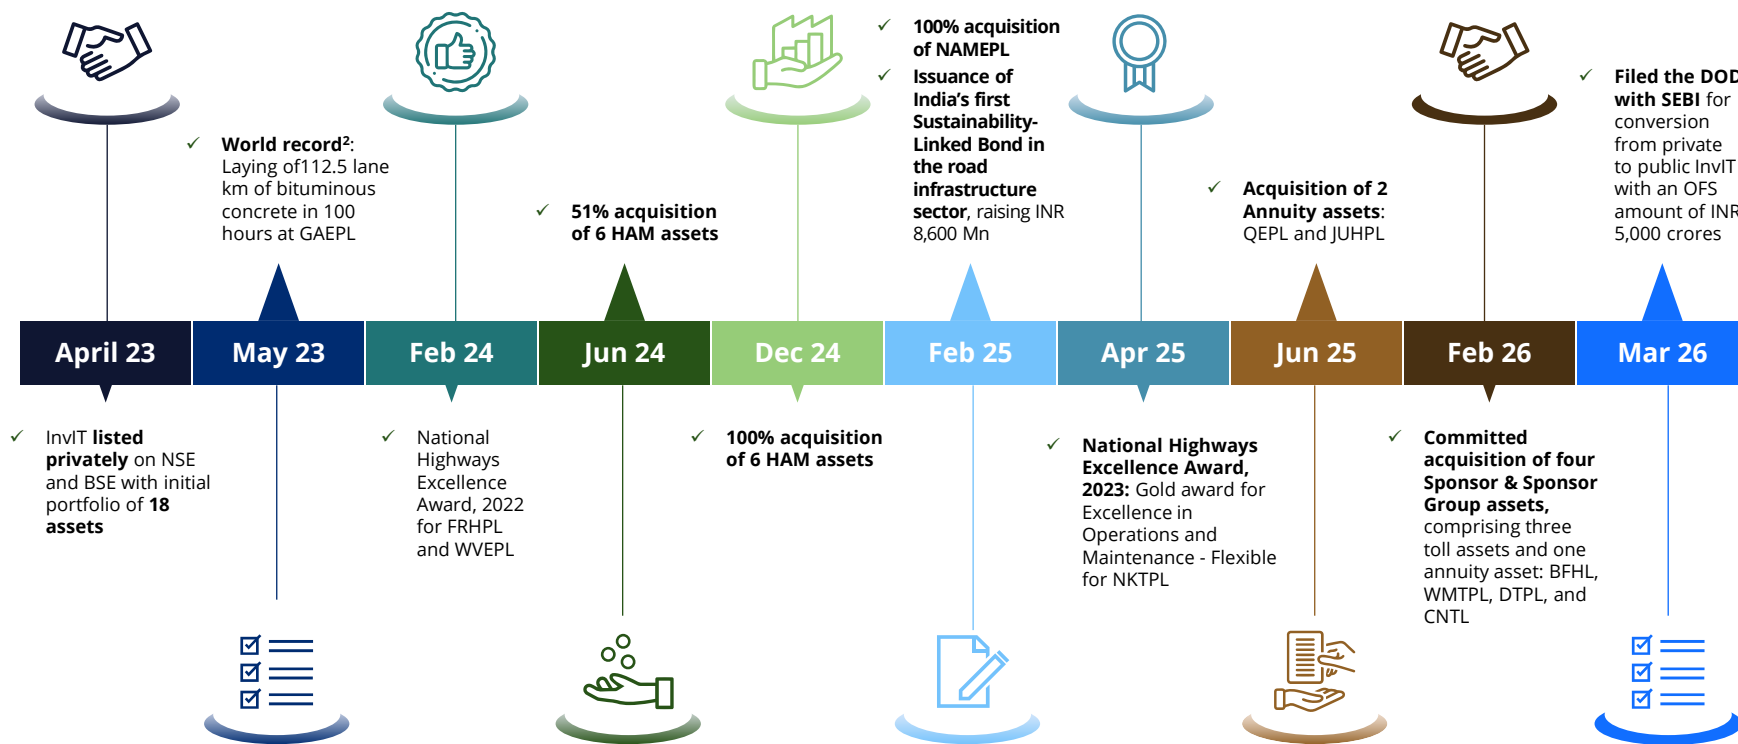 ✓ World record²:
Laying of112.5 lane
km of bituminous
concrete in 100
hours at GAEPL
✓ 51% acquisition
of 6 HAM assets
✓ 100% acquisition
of NAMEPL
✓ Issuance of
India’s first
Sustainability-
Linked Bond in
the road
infrastructure
sector, raising INR
8,600 Mn
✓ Acquisition of 2
Annuity assets:
QEPL and JUHPL
✓ Filed the DOD
with SEBI for
conversion
from private
to public InvIT
with an OFS
amount of INR
5,000 crores
April 23
May 23
Feb 24
Jun 24
Dec 24
Feb 25
Apr 25
Jun 25
Feb 26
Mar 26
✓ InvIT listed
privately on NSE
and BSE with initial
portfolio of 18
assets
✓ National
Highways
Excellence
Award, 2022
for FRHPL
and WVEPL
✓ 100% acquisition
of 6 HAM assets
✓ National Highways
Excellence Award,
2023: Gold award for
Excellence in
Operations and
Maintenance - Flexible
for NKTPL
✓ Committed
acquisition of four
Sponsor & Sponsor
Group assets,
comprising three
toll assets and one
annuity asset: BFHL,
WMTPL, DTPL, and
CNTL